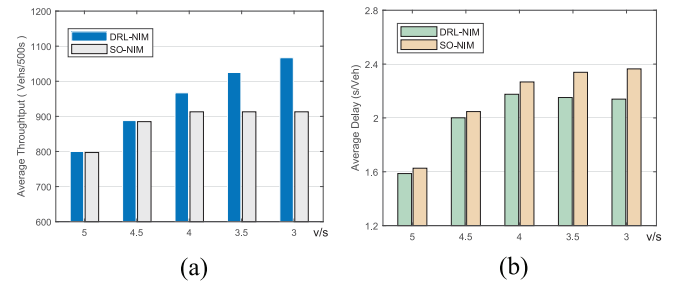 1200
1100
1000
900
800
700
600
Average Throughtput ( Vehs/500s )
DRL-NIM
SO-NIM
5 4.5 4 3.5 3 v/s
(a)
2.8
2.4
2
1.6
1.2
Average Delay (s/Veh)
DRL-NIM
SO-NIM
5 4.5 4 3.5 3 v/s
(b)